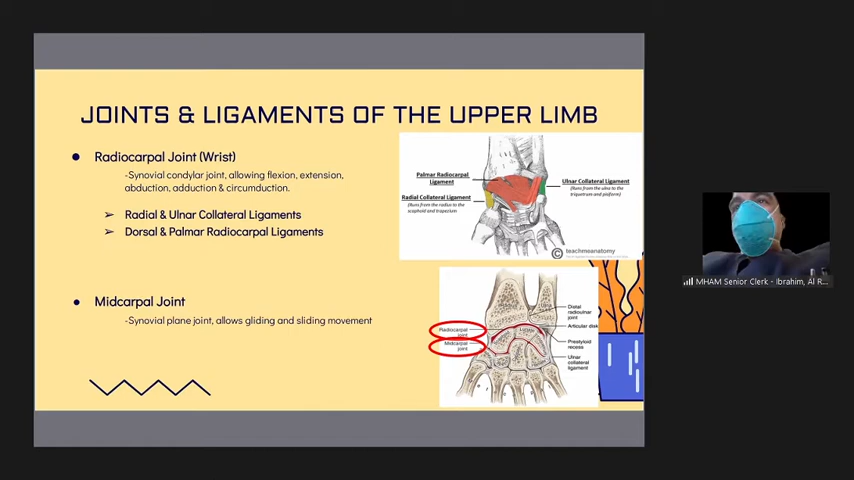 JOINTS & LIGAMENTS OF THE UPPER LIMB
● Radiocarpal Joint (Wrist)
-Synovial condylar joint, allowing flexion, extension,
abduction, adduction & circumduction.
➢ Radial & Ulnar Collateral Ligaments
➢ Dorsal & Palmar Radiocarpal Ligaments
● Midcarpal Joint
-Synovial plane joint, allows gliding and sliding movement
Palmar Radiocarpal
Ligament
Radial Collateral Ligament
(Runs from the radius to the
scaphoid and trapezium
Ulnar Collateral Ligament
(Runs from the ulna to the
triquetrum and pisiform)
© teachmeanatomy
Radiocarpal
joint
Midcarpal
joint
Distal
radioulnar
joint
Articular disk
Prestyloid
recess
Ulnar
collateral
ligament
MHAM Senior Clerk - Ibrahim, Al R...